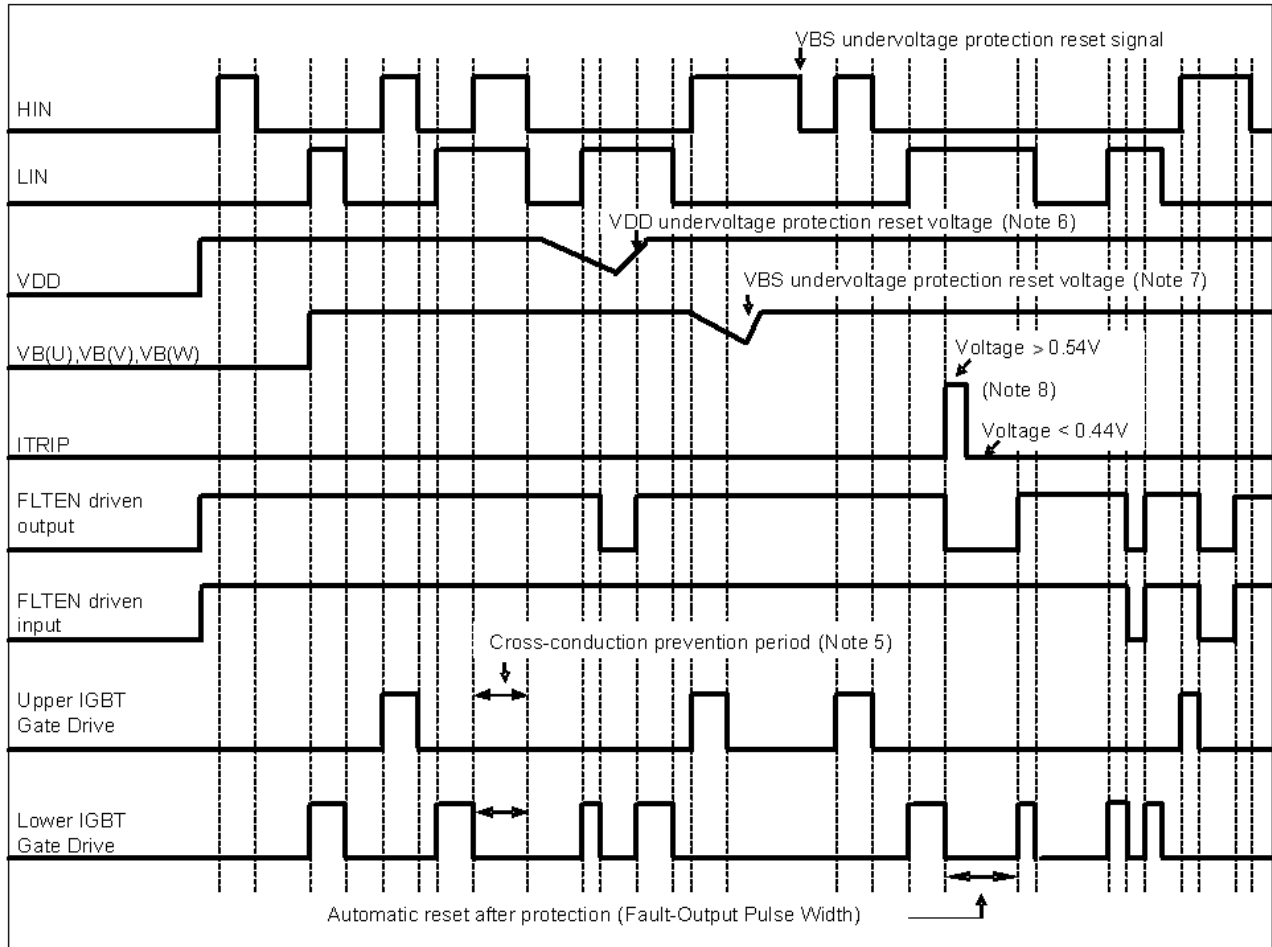 VBS undervoltage protection reset signal
HIN
LIN
VDD undervoltage protection reset voltage (Note 6)
VDD
VBS undervoltage protection reset voltage (Note 7)
VB(U),VB(V),VB(W)
Voltage > 0.54V
(Note 8)
Voltage < 0.44V
ITRIP
FLTEN driven
output
FLTEN driven
input
Cross-conduction prevention period (Note 5)
Upper IGBT
Gate Drive
Lower IGBT
Gate Drive
Automatic reset after protection (Fault-Output Pulse Width)